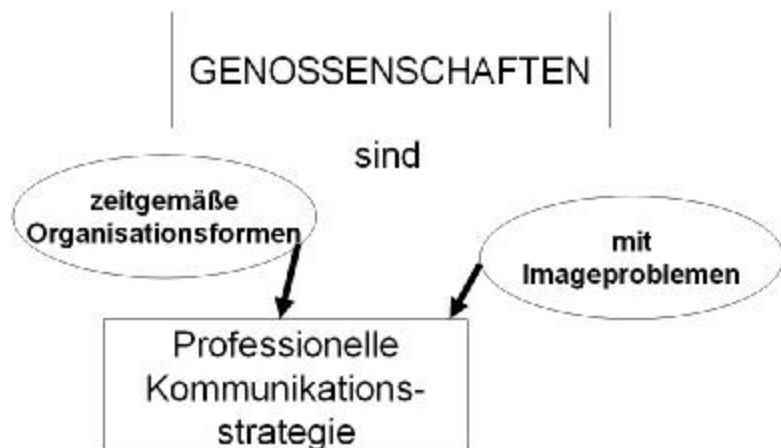 GENOSSENSCHAFTEN
sind
zeitgemäße
Organisationsformen
mit
Imageproblemen
Professionelle
Kommunikations-
strategie